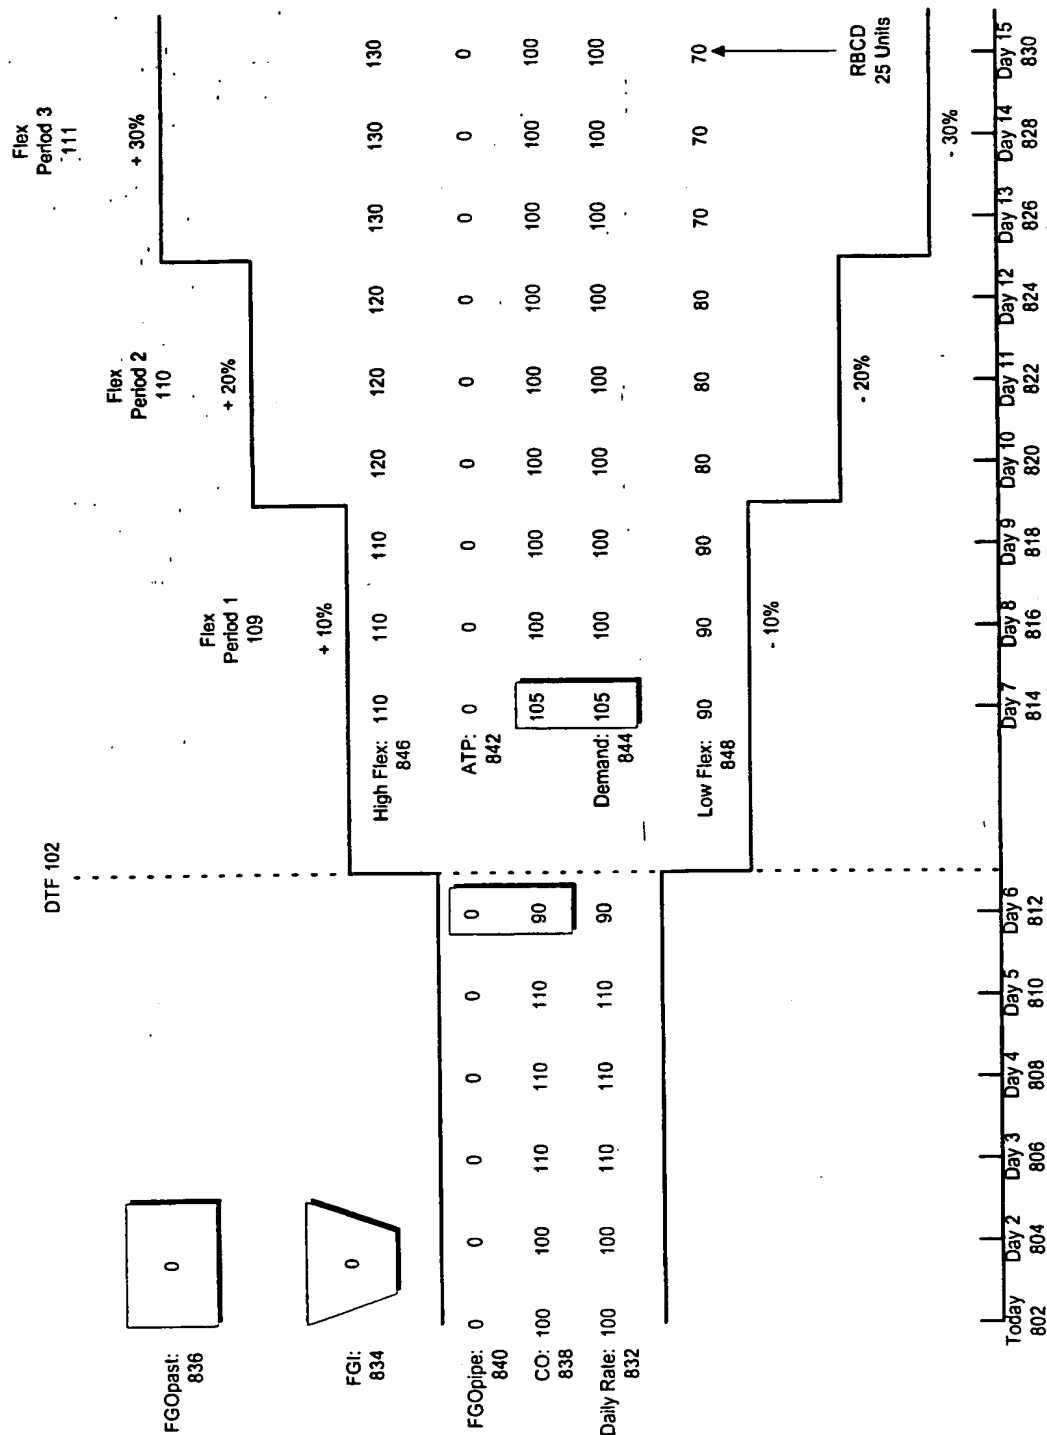 Flex
Period 3
111
+ 30%
Flex
Period 2
110
+ 20%
Flex
Period 1
109
+ 10%
DTF 102
FGOpast:
836
0
FGI:
834
0
High Flex: 110 110 110 120 120 120 130 130 130
846
FGOpipe: 0 0 0 0 0 0
840
ATP: 0 0 0 0 0 0 0 0 0
842
CO: 100 100 110 110 110 90 105 100 100 100 100 100 100 100 100
838
Daily Rate: 100 100 110 110 110 90
832
Demand: 105 100 100 100 100 100 100 100 100
844
Low Flex: 90 90 90 80 80 80 70 70 70
848
- 10%
- 20%
- 30%
RBCD
25 Units
Today Day 2 Day 3 Day 4 Day 5 Day 6 Day 7 Day 8 Day 9 Day 10 Day 11 Day 12 Day 13 Day 14 Day 15
802 804 806 808 810 812 814 816 818 820 822 824 826 828 830